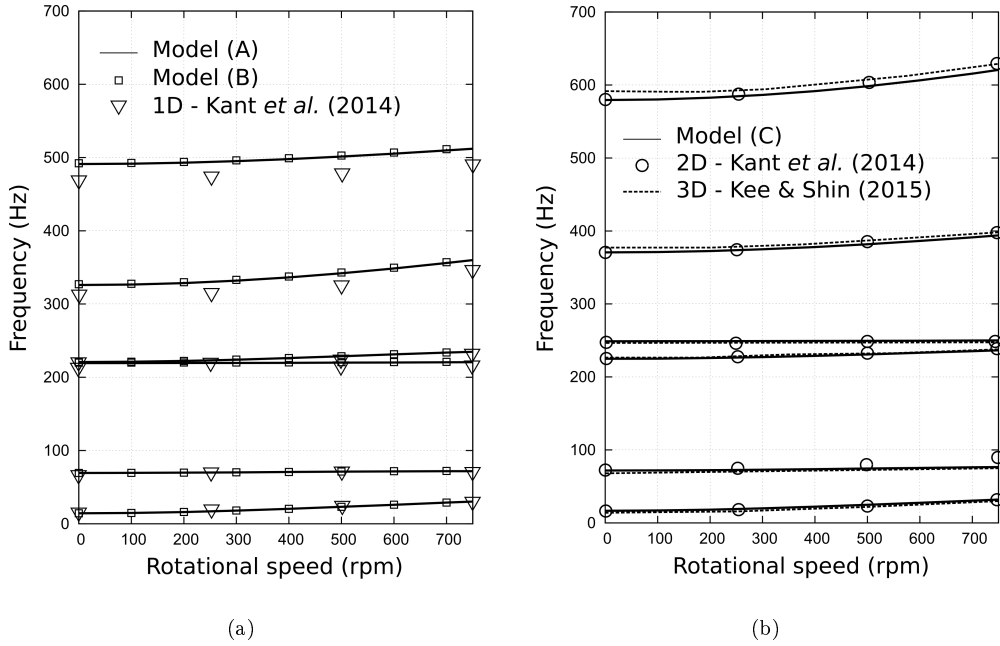 700
600
500
400
300
200
100
0
0 100 200 300 400 500 600 700
Frequency (Hz)
Rotational speed (rpm)
Model (A)
Model (B)
1D - Kant et al. (2014)
(a)
700
600
500
400
300
200
100
0
0 100 200 300 400 500 600 700
Frequency (Hz)
Rotational speed (rpm)
Model (C)
2D - Kant et al. (2014)
3D - Kee & Shin (2015)
(b)